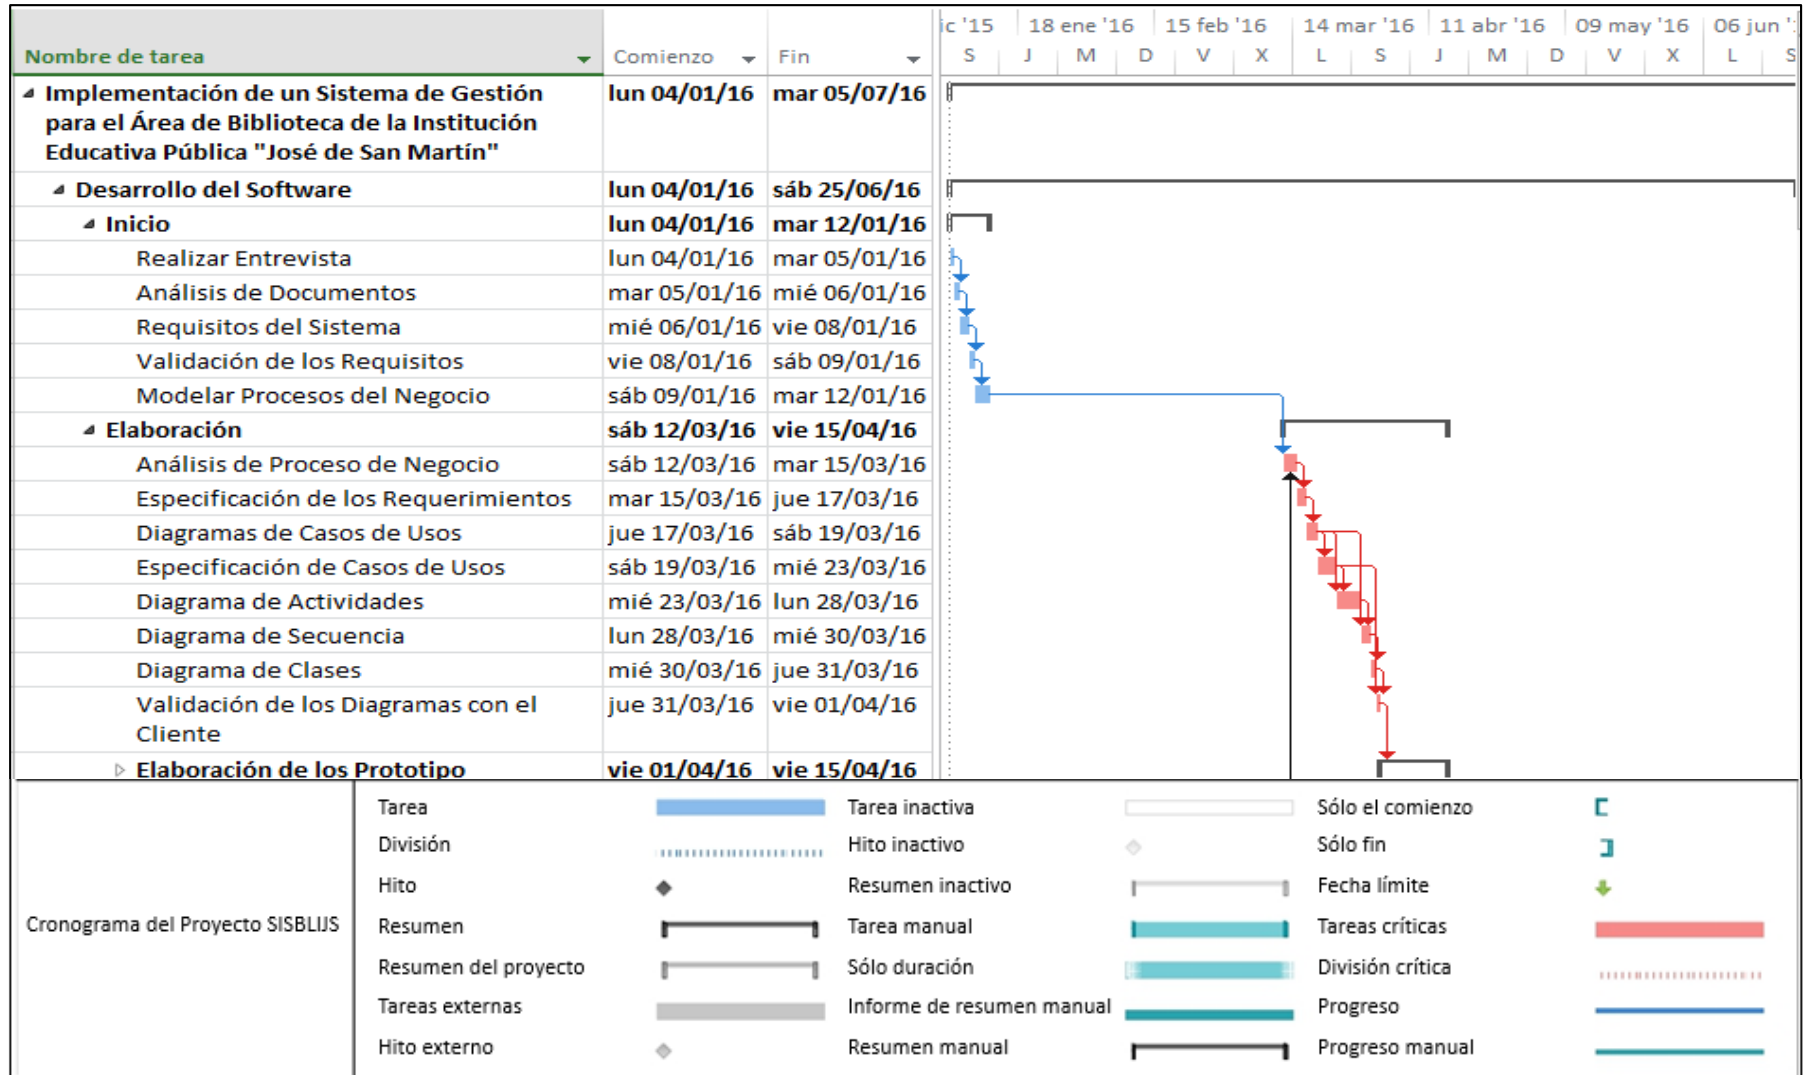 ic '15 18 ene '16 15 feb '16 14 mar '16 11 abr '16 09 may '16 06 jun '
Nombre de tarea Comienzo Fin S J M D V X L S J M D V X L S
Implementación de un Sistema de Gestión lun 04/01/16 mar 05/07/16
para el Área de Biblioteca de la Institución
Educativa Pública "José de San Martín"
Desarrollo del Software lun 04/01/16 sáb 25/06/16
Inicio lun 04/01/16 mar 12/01/16
Realizar Entrevista lun 04/01/16 mar 05/01/16
Análisis de Documentos mar 05/01/16 mié 06/01/16
Requisitos del Sistema mié 06/01/16 vie 08/01/16
Validación de los Requisitos vie 08/01/16 sáb 09/01/16
Modelar Procesos del Negocio sáb 09/01/16 mar 12/01/16
Elaboración sáb 12/03/16 vie 15/04/16
Análisis de Proceso de Negocio sáb 12/03/16 mar 15/03/16
Especificación de los Requerimientos mar 15/03/16 jue 17/03/16
Diagramas de Casos de Usos jue 17/03/16 sáb 19/03/16
Especificación de Casos de Usos sáb 19/03/16 mié 23/03/16
Diagrama de Actividades mié 23/03/16 lun 28/03/16
Diagrama de Secuencia lun 28/03/16 mié 30/03/16
Diagrama de Clases mié 30/03/16 jue 31/03/16
Validación de los Diagramas con el jue 31/03/16 vie 01/04/16
Cliente
Elaboración de los Prototipo vie 01/04/16 vie 15/04/16
Cronograma del Proyecto SISBLIJS
Tarea Tarea inactiva Sólo el comienzo
División Hito inactivo Sólo fin
Hito Resumen inactivo Fecha límite
Resumen Tarea manual Tareas críticas
Resumen del proyecto Sólo duración División crítica
Tareas externas Informe de resumen manual Progreso
Hito externo Resumen manual Progreso manual